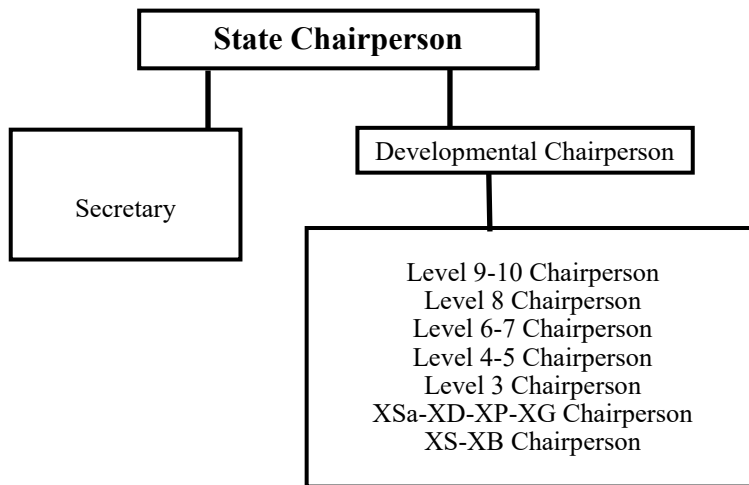 State Chairperson
Secretary
Developmental Chairperson
Level 9-10 Chairperson
Level 8 Chairperson
Level 6-7 Chairperson
Level 4-5 Chairperson
Level 3 Chairperson
XSa-XD-XP-XG Chairperson
XS-XB Chairperson